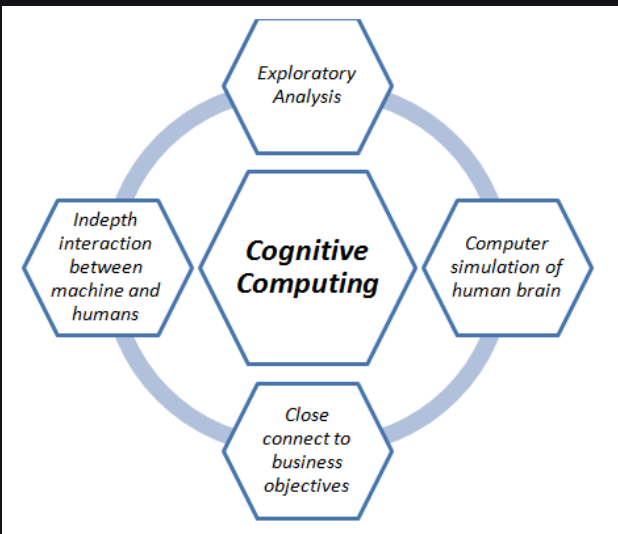 Exploratory
Analysis
Indepth
interaction
between
machine and
humans
Cognitive
Computing
Computer
simulation of
human brain
Close
connect to
business
objectives